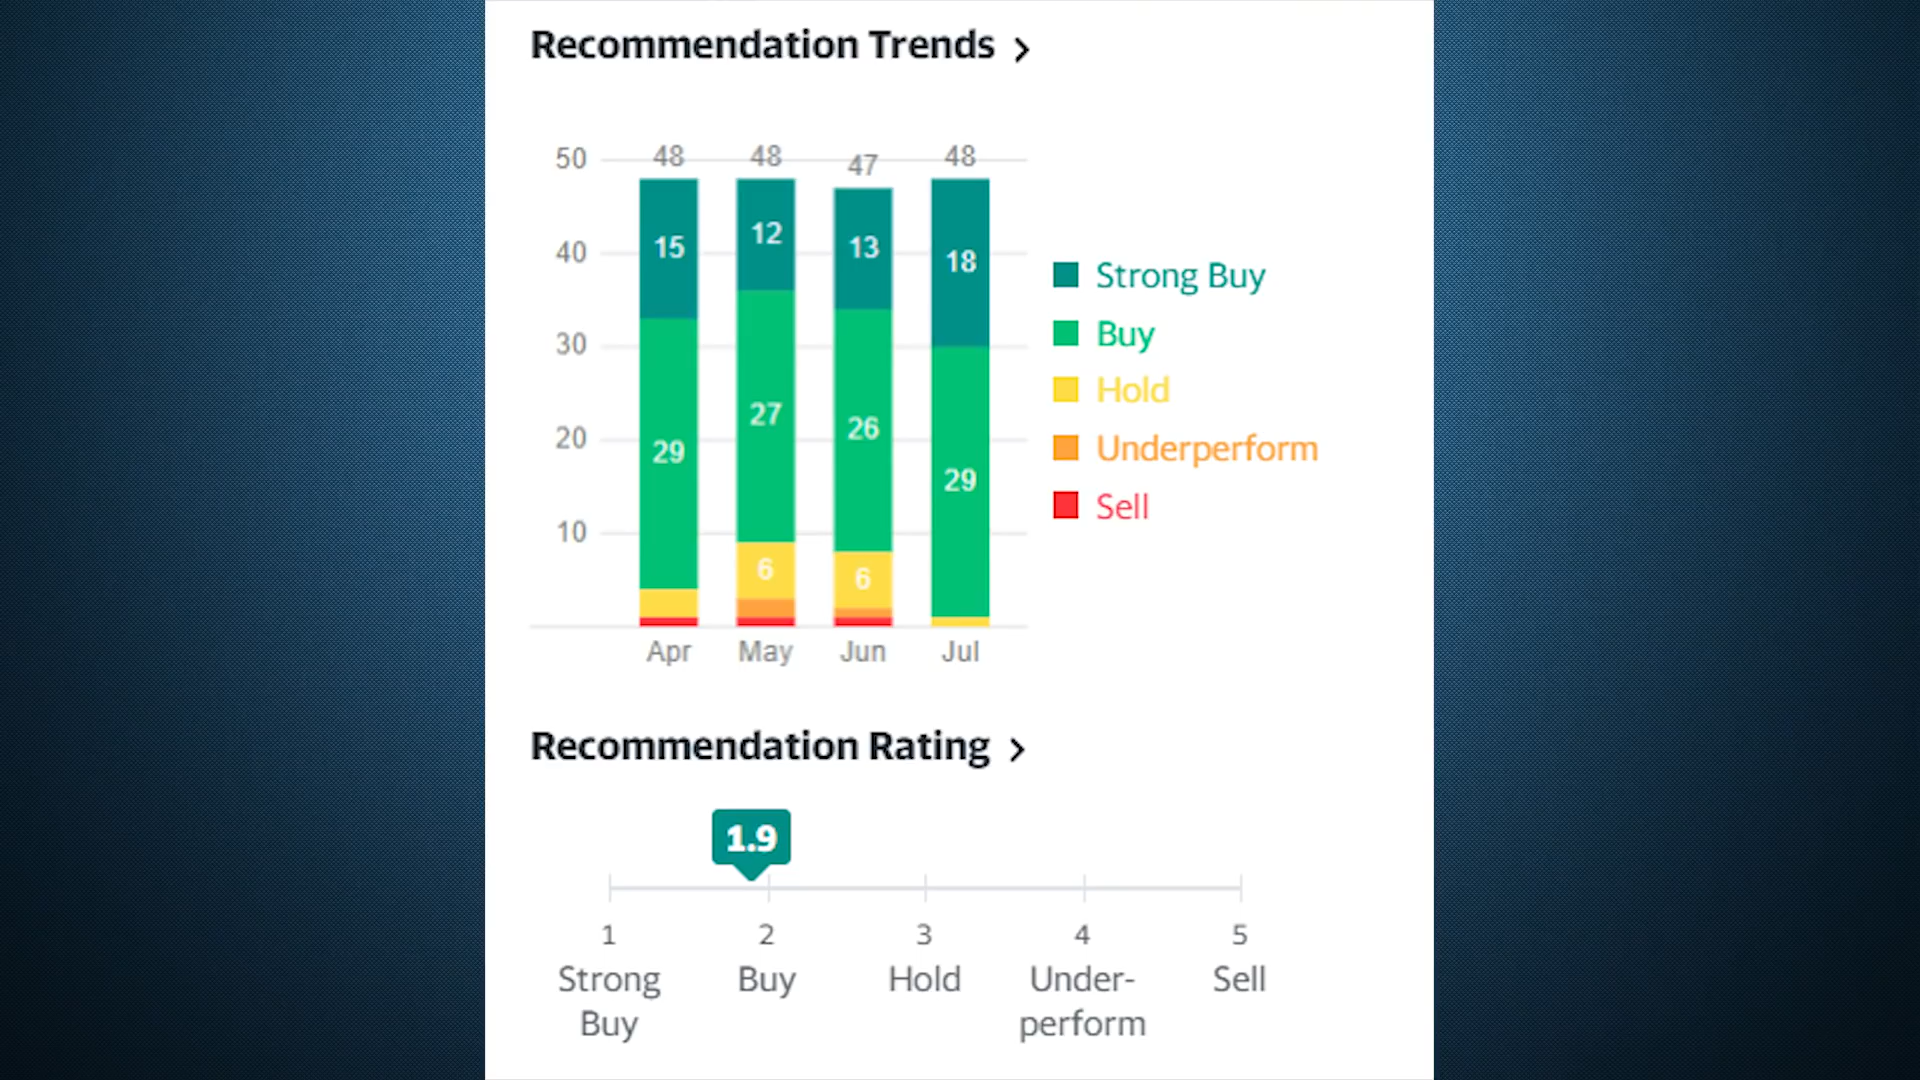 Recommendation Trends >
50 48 48 47 48
40 15 12 13 18
30
20 29 27 26 29
10 6 6
Apr May Jun Jul
Strong Buy
Buy
Hold
Underperform
Sell
Recommendation Rating >
1.9
1 2 3 4 5
Strong Buy Hold Under- Sell
Buy perform